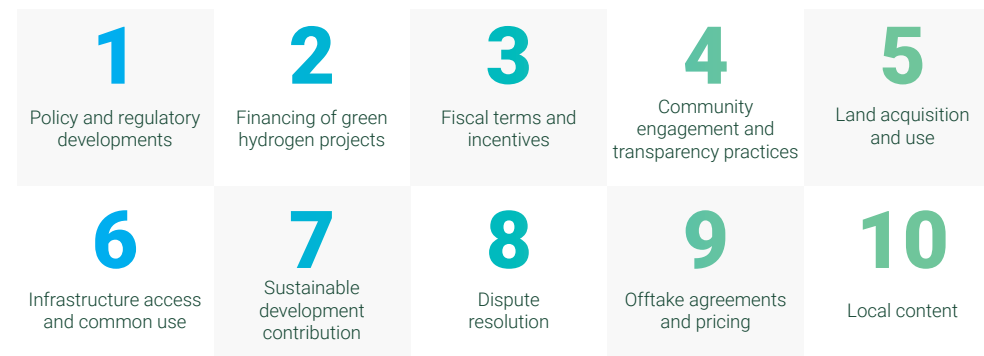 1
Policy and regulatory
developments
2
Financing of green
hydrogen projects
3
Fiscal terms and
incentives
4
Community
engagement and
transparency practices
5
Land acquisition
and use
6
Infrastructure access
and common use
7
Sustainable
development
contribution
8
Dispute
resolution
9
Offtake agreements
and pricing
10
Local content